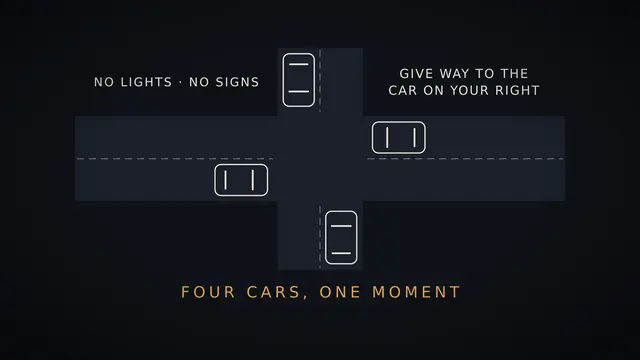 NO LIGHTS · NO SIGNS
GIVE WAY TO THE
CAR ON YOUR RIGHT
FOUR CARS, ONE MOMENT